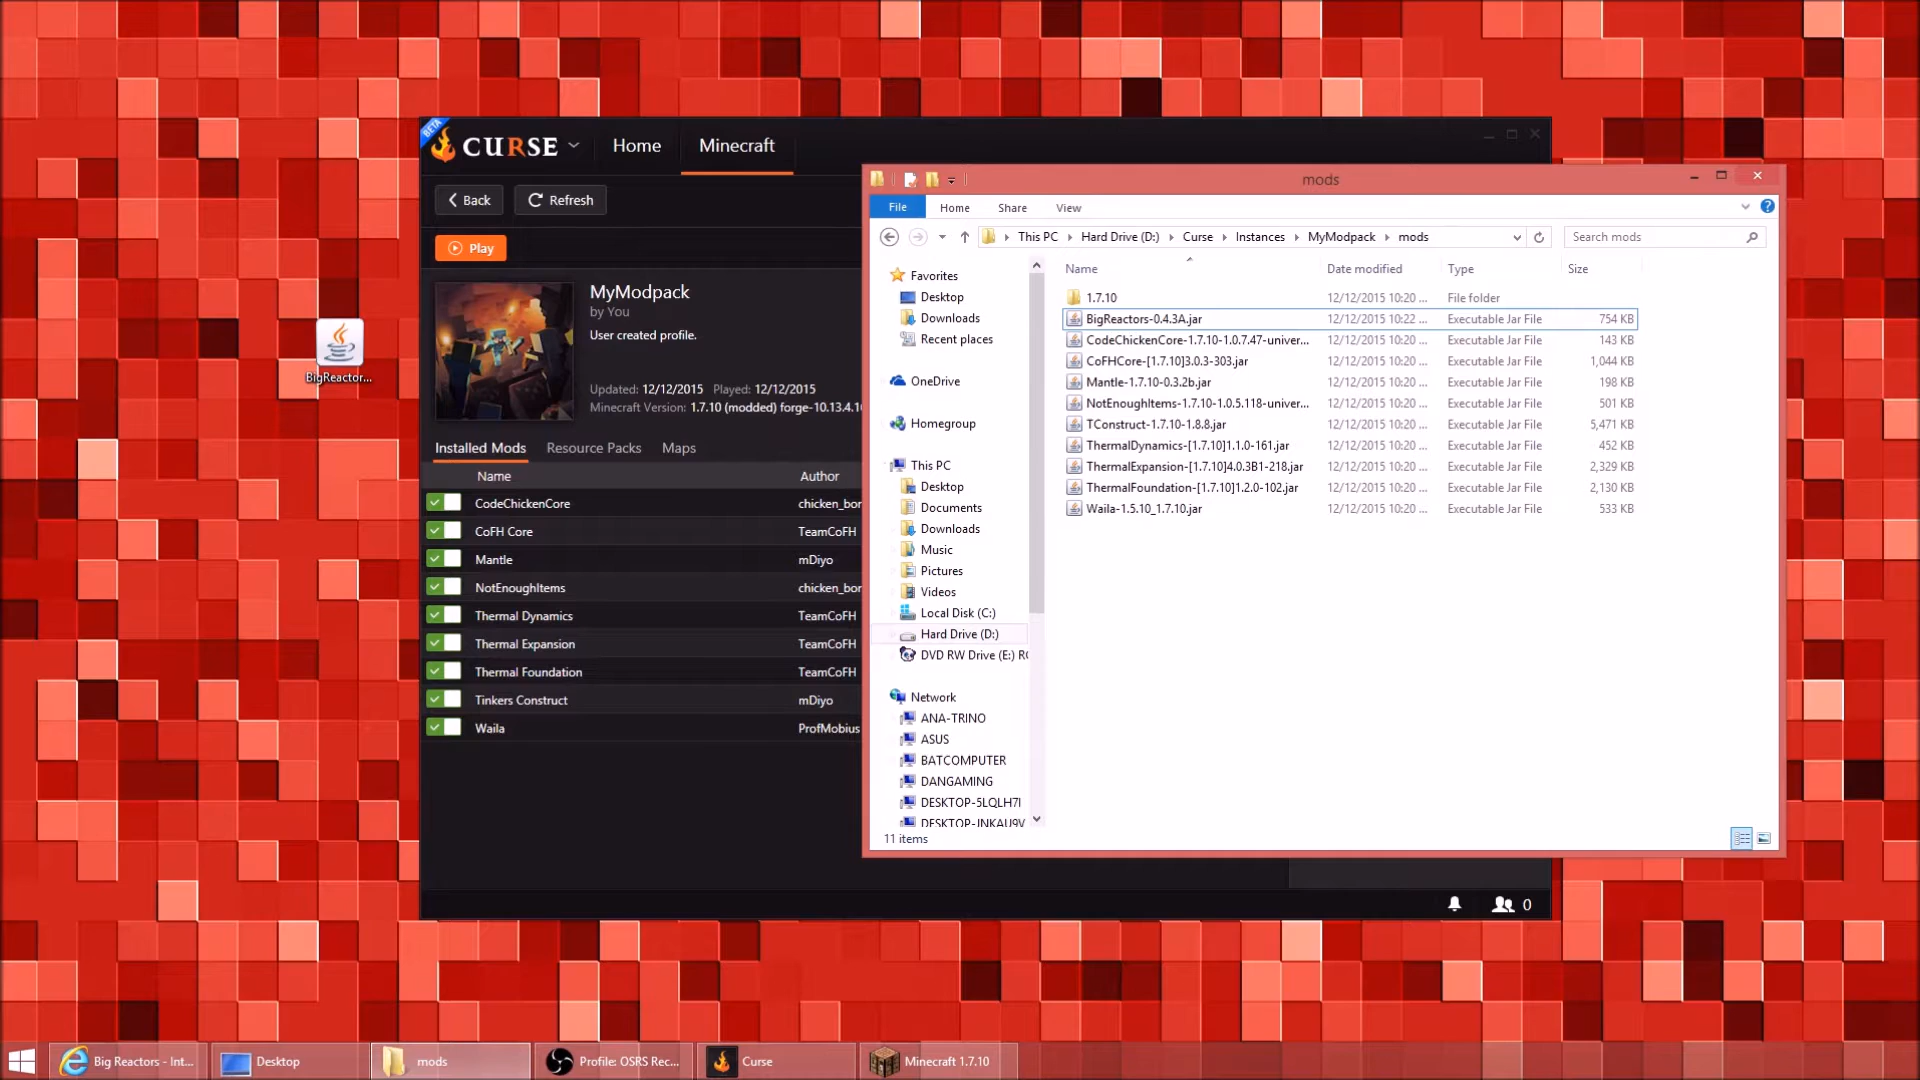 BETA
CURSE
Home
Minecraft
Back
Refresh
Play
MyModpack
by You
User created profile.
Updated: 12/12/2015 Played: 12/12/2015
Minecraft Version: 1.7.10 (modded) forge-10.13.4.1
Installed Mods
Resource Packs
Maps
Name Author
CodeChickenCore chicken_bor
CoFH Core TeamCoFH
Mantle mDiyo
NotEnoughItems chicken_bor
Thermal Dynamics TeamCoFH
Thermal Expansion TeamCoFH
Thermal Foundation TeamCoFH
Tinkers Construct mDiyo
Waila ProfMobius
0
BigReactor...
mods
File
Home
Share
View
This PC
Hard Drive (D:)
Curse
Instances
MyModpack
mods
Search mods
Favorites
Desktop
Downloads
Recent places
OneDrive
Homegroup
This PC
Desktop
Documents
Downloads
Music
Pictures
Videos
Local Disk (C:)
Hard Drive (D:)
DVD RW Drive (E:) RO
Network
ANA-TRINO
ASUS
BATCOMPUTER
DANGAMING
DESKTOP-5LQLH7I
DESKTOP-JNKAU9V
Name Date modified Type Size
1.7.10 12/12/2015 10:20 ... File folder
BigReactors-0.4.3A.jar 12/12/2015 10:22 ... Executable Jar File 754 KB
CodeChickenCore-1.7.10-1.0.7.47-univer... 12/12/2015 10:20 ... Executable Jar File 143 KB
CoFHCore-[1.7.10]3.0.3-303.jar 12/12/2015 10:20 ... Executable Jar File 1,044 KB
Mantle-1.7.10-0.3.2b.jar 12/12/2015 10:20 ... Executable Jar File 198 KB
NotEnoughItems-1.7.10-1.0.5.118-univer... 12/12/2015 10:20 ... Executable Jar File 501 KB
TConstruct-1.7.10-1.8.8.jar 12/12/2015 10:20 ... Executable Jar File 5,471 KB
ThermalDynamics-[1.7.10]1.1.0-161.jar 12/12/2015 10:20 ... Executable Jar File 452 KB
ThermalExpansion-[1.7.10]4.0.3B1-218.jar 12/12/2015 10:20 ... Executable Jar File 2,329 KB
ThermalFoundation-[1.7.10]1.2.0-102.jar 12/12/2015 10:20 ... Executable Jar File 2,130 KB
Waila-1.5.10_1.7.10.jar 12/12/2015 10:20 ... Executable Jar File 533 KB
11 items
Big Reactors - Int...
Desktop
mods
Profile: OSRS Rec...
Curse
Minecraft 1.7.10